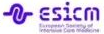 esicm
European Society of
Intensive Care Medicine